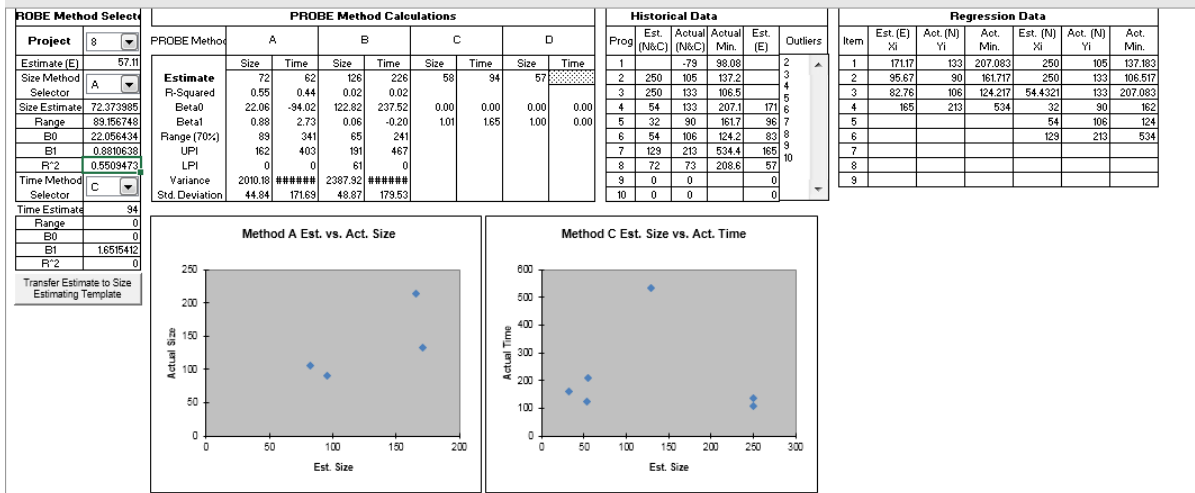 ROBE Method Selecto
Project 8
Estimate (E) 57.11
Size Method Selector A
Size Estimate 72.373985
Range 89.156748
B0 22.056434
B1 0.8810638
R^2 0.5509473
Time Method Selector C
Time Estimate 94
Range 0
B0 0
B1 1.6515412
R^2 0
Transfer Estimate to Size
Estimating Template
PROBE Method Calculations
PROBE Method A B C D
Size Time Size Time Size Time Size Time
Estimate 72 62 126 226 58 94 57
R-Squared 0.55 0.44 0.02 0.02
Beta0 22.06 -94.02 122.82 237.52 0.00 0.00 0.00 0.00
Beta1 0.88 2.73 0.06 -0.20 1.01 1.65 1.00 0.00
Range (70%) 89 341 65 241
UPI 162 403 191 467
LPI 0 0 61 0
Variance 2010.18 ###### 2387.92 ######
Std. Deviation 44.84 171.69 48.87 179.53
Historical Data
Prog Est. (N&C) Actual (N&C) Actual Min. Est. (E) Outliers
1 -79 98.08
2 250 105 137.2
3 250 133 106.5
4 54 133 207.1 171
5 32 90 161.7 96
6 54 106 124.2 83
7 129 213 534.4 165
8 72 73 208.6 57
9 0 0 0
10 0 0 0
2
3
4
5
6
7
8
9
10
Regression Data
Item Est. (E) Xi Act. (N) Yi Act. Min. Est. (N) Xi Act. (N) Yi Act. Min.
1 171.17 133 207.083 250 105 137.183
2 95.67 90 161.717 250 133 106.517
3 82.76 106 124.217 54.4321 133 207.083
4 165 213 534 32 90 162
5 54 106 124
6 129 213 534
7
8
9
Method A Est. vs. Act. Size
Actual Size
250
200
150
100
50
0
0 50 100 150 200
Est. Size
Method C Est. Size vs. Act. Time
Actual Time
600
500
400
300
200
100
0
0 50 100 150 200 250 300
Est. Size